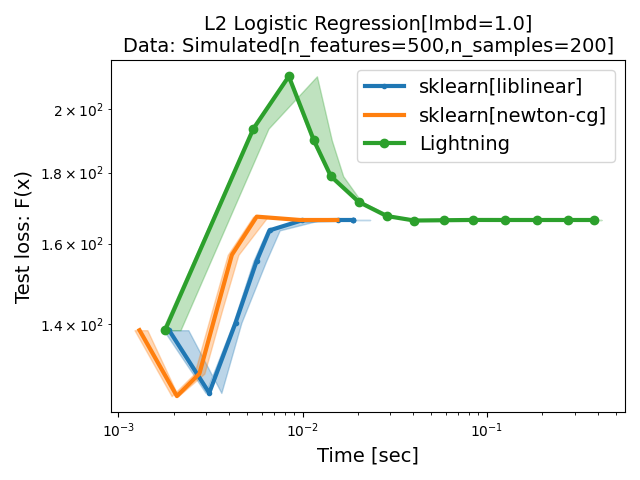 L2 Logistic Regression[lmbd=1.0]
Data: Simulated[n_features=500,n_samples=200]
sklearn[liblinear]
sklearn[newton-cg]
Lightning
Test loss: F(x)
2 × 10²
1.8 × 10²
1.6 × 10²
1.4 × 10²
10⁻³
10⁻²
10⁻¹
Time [sec]